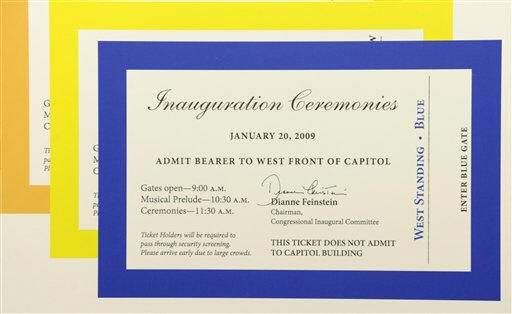 Inauguration Ceremonies
JANUARY 20, 2009
ADMIT BEARER TO WEST FRONT OF CAPITOL
Gates open—9:00 A.M.
Musical Prelude—10:30 A.M.
Ceremonies—11:30 A.M.
Dianne Feinstein
Dianne Feinstein
Chairman,
Congressional Inaugural Committee
Ticket Holders will be required to
pass through security screening.
Please arrive early due to large crowds.
THIS TICKET DOES NOT ADMIT
TO CAPITOL BUILDING
WEST STANDING • BLUE
ENTER BLUE GATE